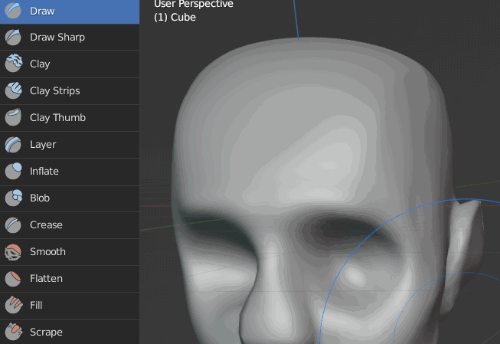 Draw
Draw Sharp
Clay
Clay Strips
Clay Thumb
Layer
Inflate
Blob
Crease
Smooth
Flatten
Fill
Scrape
User Perspective
(1) Cube